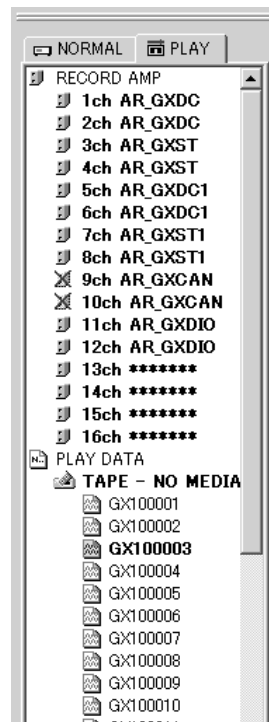 NORMAL PLAY
RECORD AMP
1ch AR_GXDC
2ch AR_GXDC
3ch AR_GXST
4ch AR_GXST
5ch AR_GXDC1
6ch AR_GXDC1
7ch AR_GXST1
8ch AR_GXST1
9ch AR_GXCAN
10ch AR_GXCAN
11ch AR_GXDIO
12ch AR_GXDIO
13ch *******
14ch *******
15ch *******
16ch *******
PLAY DATA
TAPE - NO MEDIA
GX100001
GX100002
GX100003
GX100004
GX100005
GX100006
GX100007
GX100008
GX100009
GX100010